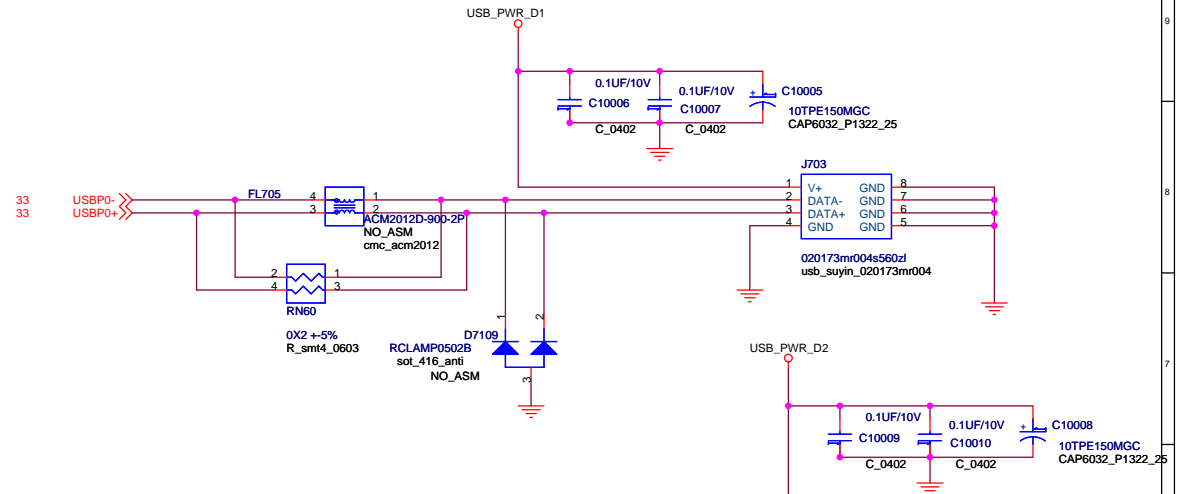 USB_PWR_D1
9
0.1UF/10V
C10006
C_0402
0.1UF/10V
C10007
C_0402
+
C10005
10TPE150MGC
CAP6032_P1322_25
J703
1 V+ GND 8
2 DATA- GND 7
3 DATA+ GND 6
4 GND GND 5
020173mr004s560zl
usb_suyin_020173mr004
8
33 USBP0-
33 USBP0+
FL705
4 1
3 2
ACM2012D-900-2P
NO_ASM
cmc_acm2012
2 1
4 3
RN60
0X2 +-5%
R_smt4_0603
1 2
D7109
RCLAMP0502B
sot_416_anti
NO_ASM
3
USB_PWR_D2
7
0.1UF/10V
C10009
C_0402
0.1UF/10V
C10010
C_0402
+
C10008
10TPE150MGC
CAP6032_P1322_25